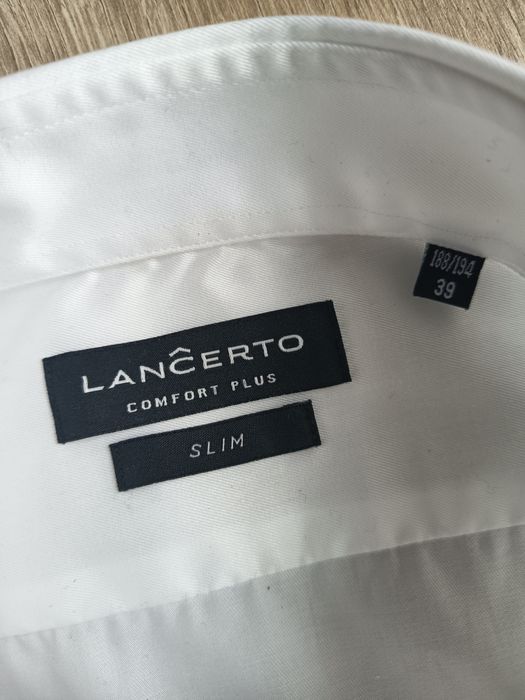 188/194
39
LANĈERTO
COMFORT PLUS
SLIM